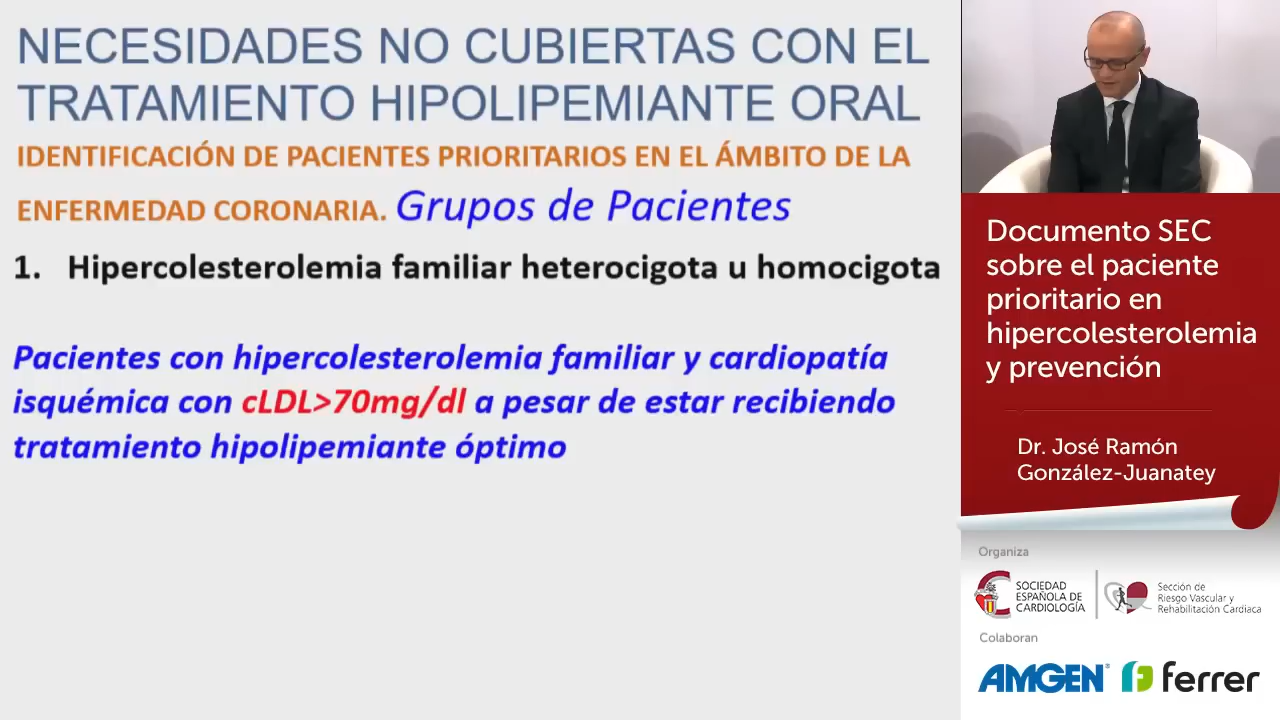 NECESIDADES NO CUBIERTAS CON EL
TRATAMIENTO HIPOLIPEMIANTE ORAL
IDENTIFICACIÓN DE PACIENTES PRIORITARIOS EN EL ÁMBITO DE LA
ENFERMEDAD CORONARIA. Grupos de Pacientes
1. Hipercolesterolemia familiar heterocigota u homocigota
Pacientes con hipercolesterolemia familiar y cardiopatía
isquémica con cLDL>70mg/dl a pesar de estar recibiendo
tratamiento hipolipemiante óptimo
Documento SEC
sobre el paciente
prioritario en
hipercolesterolemia
y prevención
Dr. José Ramón
González-Juanatey
Organiza
SOCIEDAD
ESPAÑOLA DE
CARDIOLOGÍA
Sección de
Riesgo Vascular y
Rehabilitación Cardiaca
Colaboran
AMGEN®
ferrer